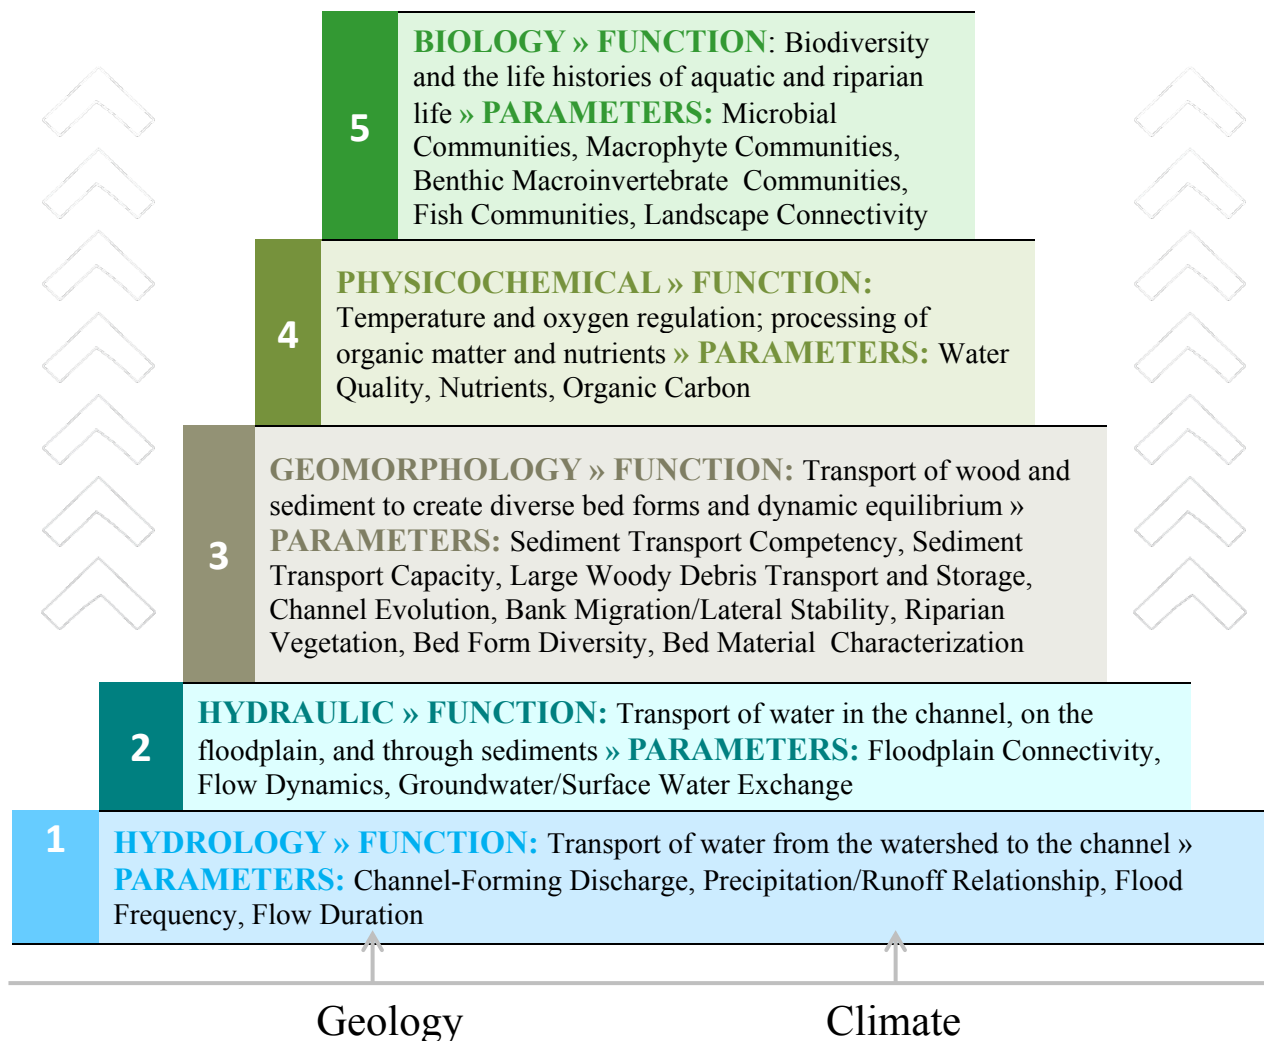 5
BIOLOGY » FUNCTION: Biodiversity
and the life histories of aquatic and riparian
life » PARAMETERS: Microbial
Communities, Macrophyte Communities,
Benthic Macroinvertebrate Communities,
Fish Communities, Landscape Connectivity
4
PHYSICOCHEMICAL » FUNCTION:
Temperature and oxygen regulation; processing of
organic matter and nutrients » PARAMETERS: Water
Quality, Nutrients, Organic Carbon
3
GEOMORPHOLOGY » FUNCTION: Transport of wood and
sediment to create diverse bed forms and dynamic equilibrium »
PARAMETERS: Sediment Transport Competency, Sediment
Transport Capacity, Large Woody Debris Transport and Storage,
Channel Evolution, Bank Migration/Lateral Stability, Riparian
Vegetation, Bed Form Diversity, Bed Material Characterization
2
HYDRAULIC » FUNCTION: Transport of water in the channel, on the
floodplain, and through sediments » PARAMETERS: Floodplain Connectivity,
Flow Dynamics, Groundwater/Surface Water Exchange
1
HYDROLOGY » FUNCTION: Transport of water from the watershed to the channel »
PARAMETERS: Channel-Forming Discharge, Precipitation/Runoff Relationship, Flood
Frequency, Flow Duration
Geology
Climate